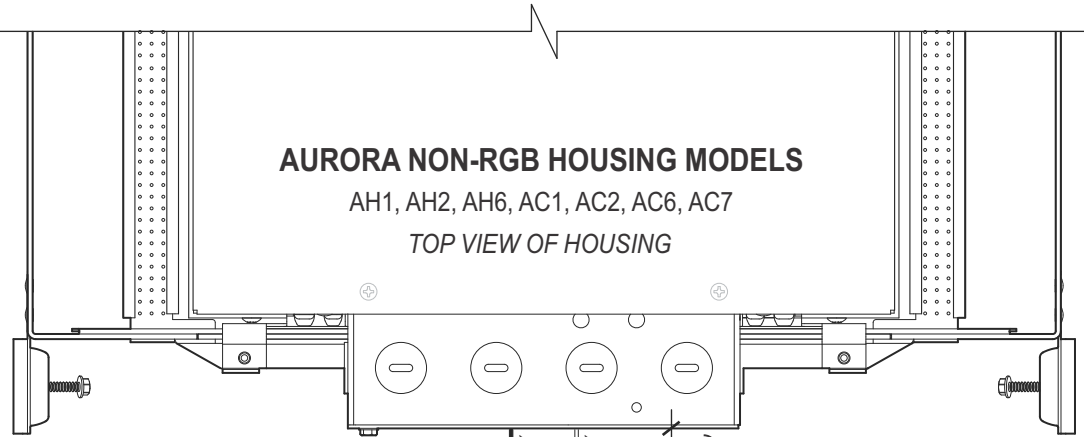 AURORA NON-RGB HOUSING MODELS
AH1, AH2, AH6, AC1, AC2, AC6, AC7
TOP VIEW OF HOUSING